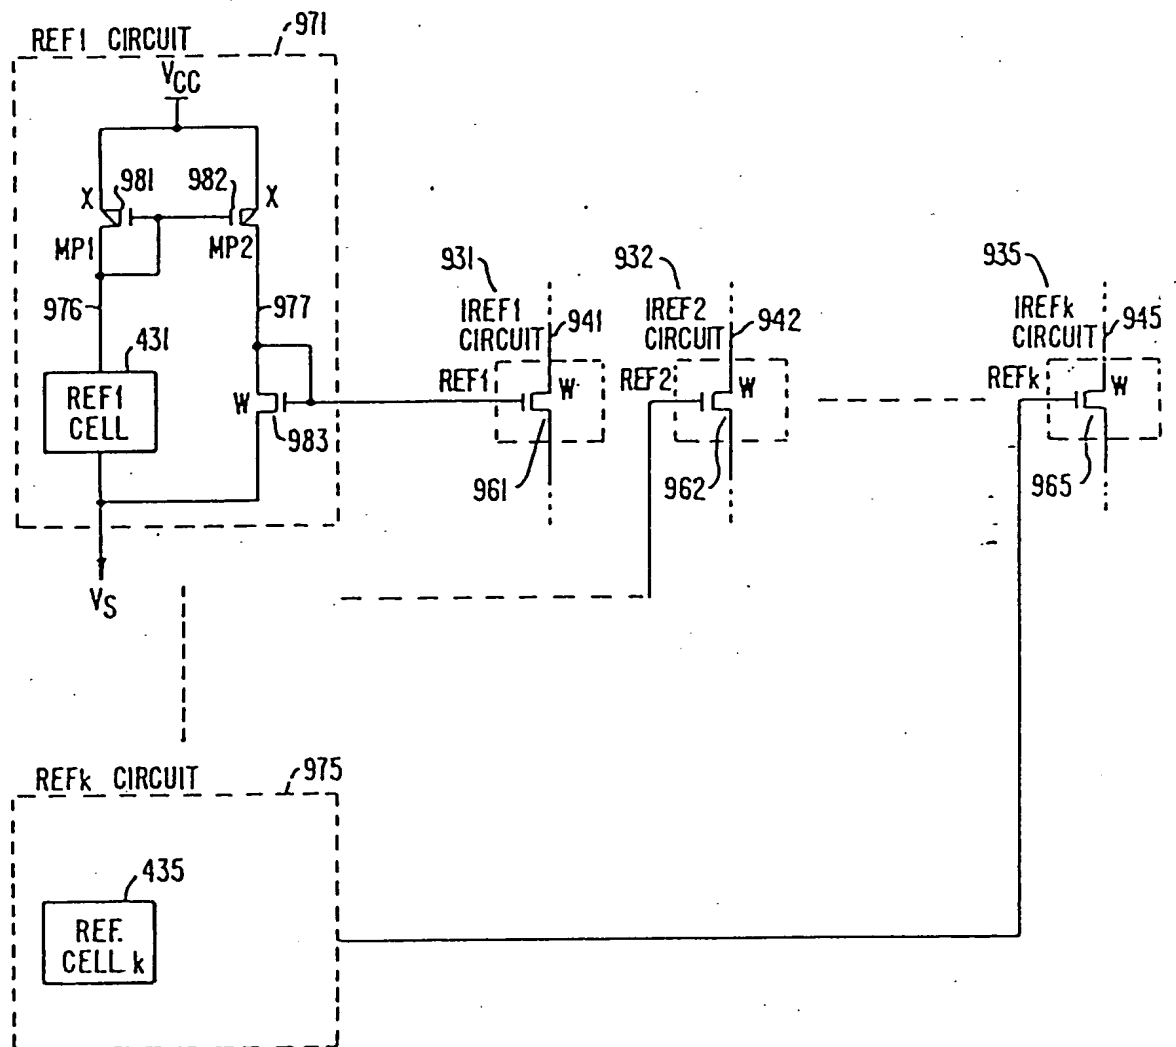 REF1 CIRCUIT
971
VCC
X
981
982
X
MP1
MP2
976
977
431
REF1
CELL
W
983
VS
931
IREF1
CIRCUIT
941
REF1
W
961
932
IREF2
CIRCUIT
942
REF2
W
962
935
IREFk
CIRCUIT
945
REFk
W
965
REFk CIRCUIT
975
435
REF.
CELL k